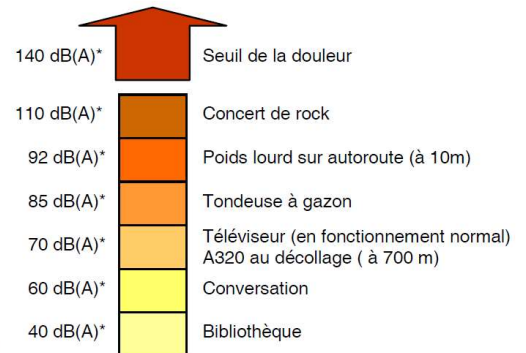 140 dB(A)* Seuil de la douleur
110 dB(A)* Concert de rock
92 dB(A)* Poids lourd sur autoroute (à 10m)
85 dB(A)* Tondeuse à gazon
70 dB(A)* Téléviseur (en fonctionnement normal)
A320 au décollage ( à 700 m)
60 dB(A)* Conversation
40 dB(A)* Bibliothèque